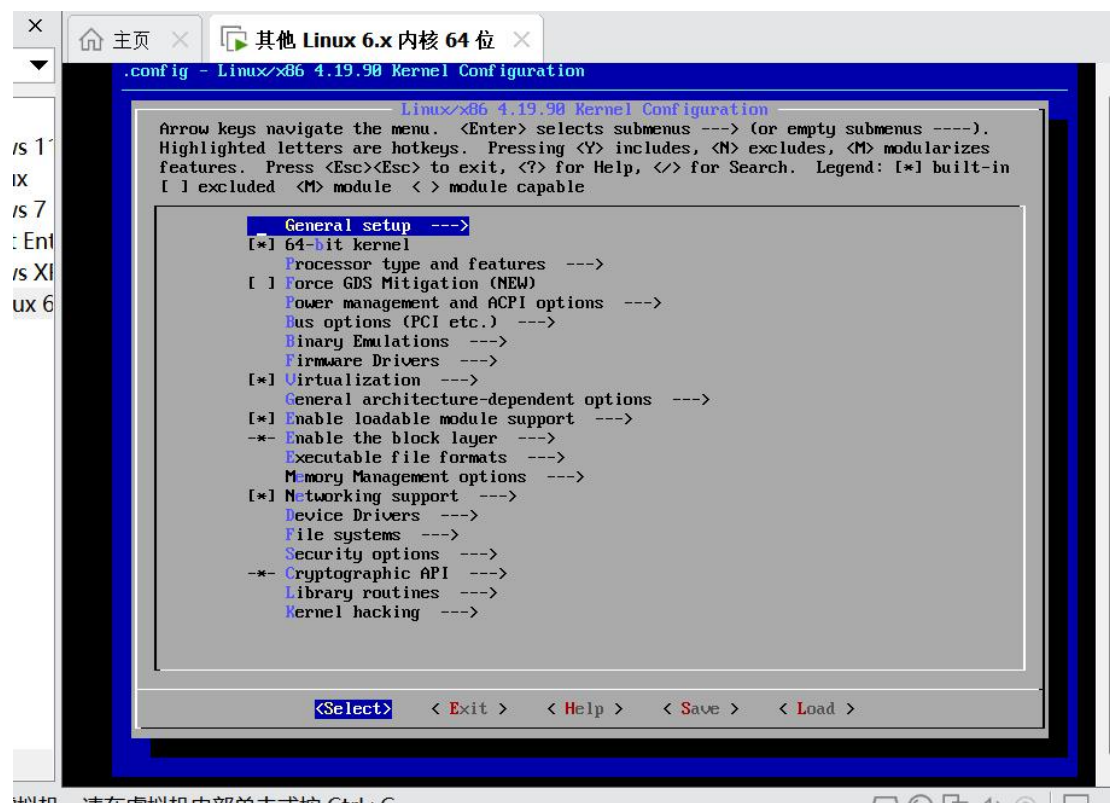 主页
其他 Linux 6.x 内核 64 位
.config - Linux/x86 4.19.90 Kernel Configuration
Linux/x86 4.19.90 Kernel Configuration
Arrow keys navigate the menu.  <Enter> selects submenus ---> (or empty submenus ----).
Highlighted letters are hotkeys.  Pressing <Y> includes, <N> excludes, <M> modularizes
features.  Press <Esc><Esc> to exit, <?> for Help, </> for Search.  Legend: [*] built-in
[ ] excluded  <M> module  < > module capable
General setup  --->
[*] 64-bit kernel
Processor type and features  --->
[ ] Force GDS Mitigation (NEW)
Power management and ACPI options  --->
Bus options (PCI etc.)  --->
Binary Emulations  --->
Firmware Drivers  --->
[*] Virtualization  --->
General architecture-dependent options  --->
[*] Enable loadable module support  --->
-*- Enable the block layer  --->
Executable file formats  --->
Memory Management options  --->
[*] Networking support  --->
Device Drivers  --->
File systems  --->
Security options  --->
-*- Cryptographic API  --->
Library routines  --->
Kernel hacking  --->
<Select>    < Exit >    < Help >    < Save >    < Load >
vs 7
ux 6